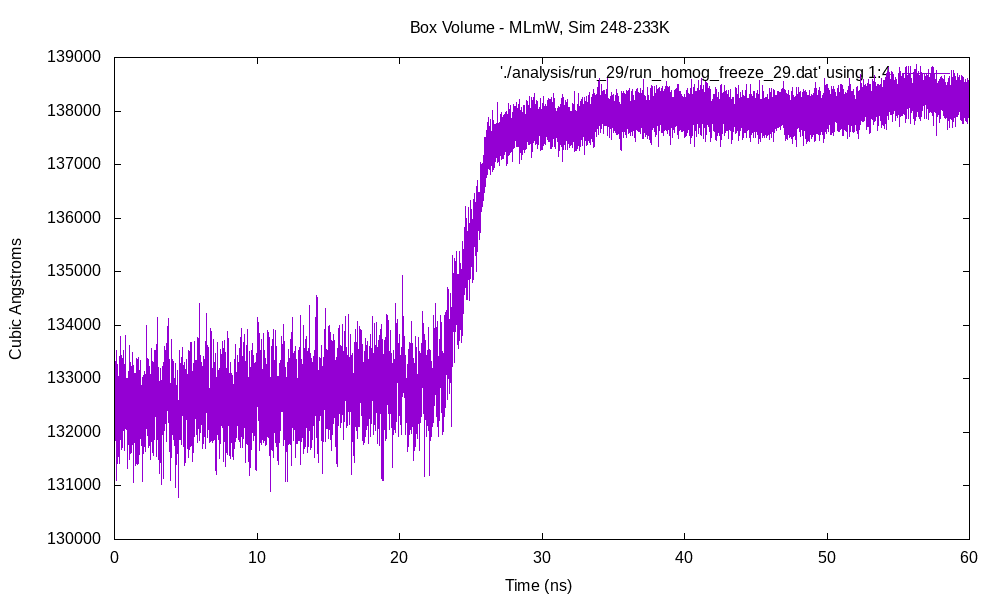 Box Volume - MLmW, Sim 248-233K
'./analysis/run_29/run_homog_freeze_29.dat' using 1:4
139000
138000
137000
136000
135000
134000
133000
132000
131000
130000
Cubic Angstroms
0 10 20 30 40 50 60
Time (ns)